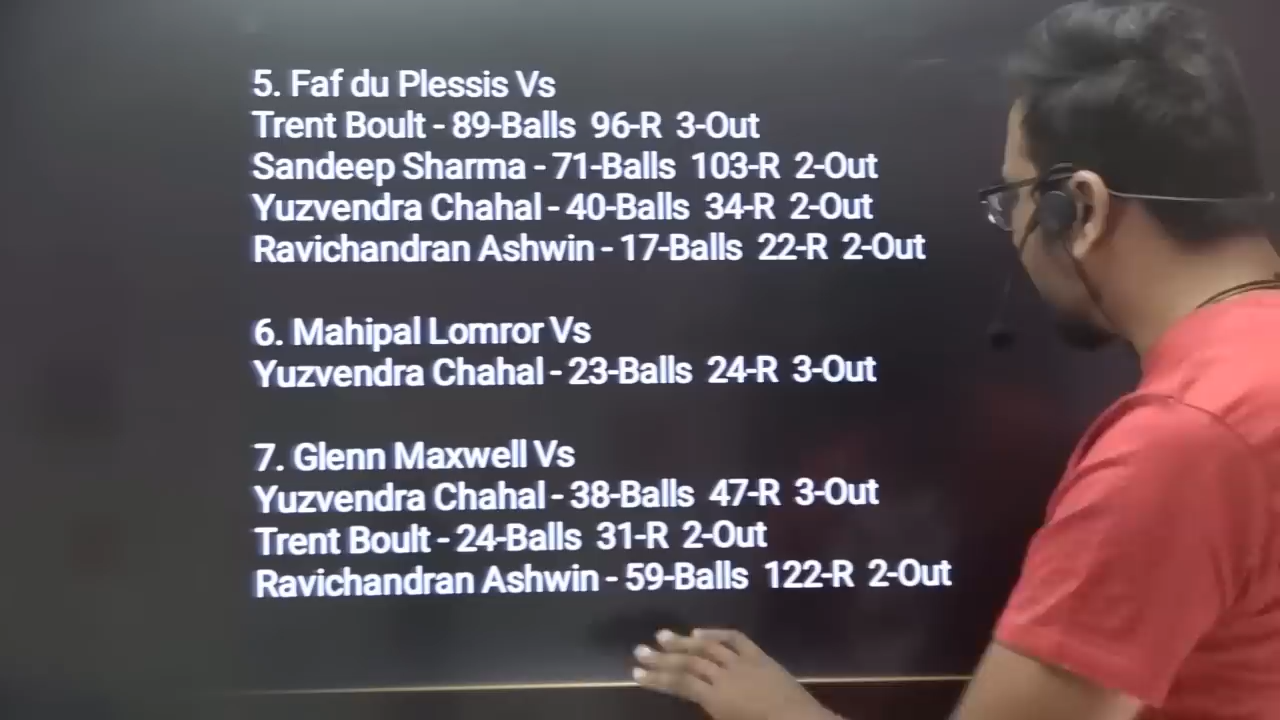 5. Faf du Plessis Vs
Trent Boult - 89-Balls 96-R 3-Out
Sandeep Sharma - 71-Balls 103-R 2-Out
Yuzvendra Chahal - 40-Balls 34-R 2-Out
Ravichandran Ashwin - 17-Balls 22-R 2-Out
6. Mahipal Lomror Vs
Yuzvendra Chahal - 23-Balls 24-R 3-Out
7. Glenn Maxwell Vs
Yuzvendra Chahal - 38-Balls 47-R 3-Out
Trent Boult - 24-Balls 31-R 2-Out
Ravichandran Ashwin - 59-Balls 122-R 2-Out